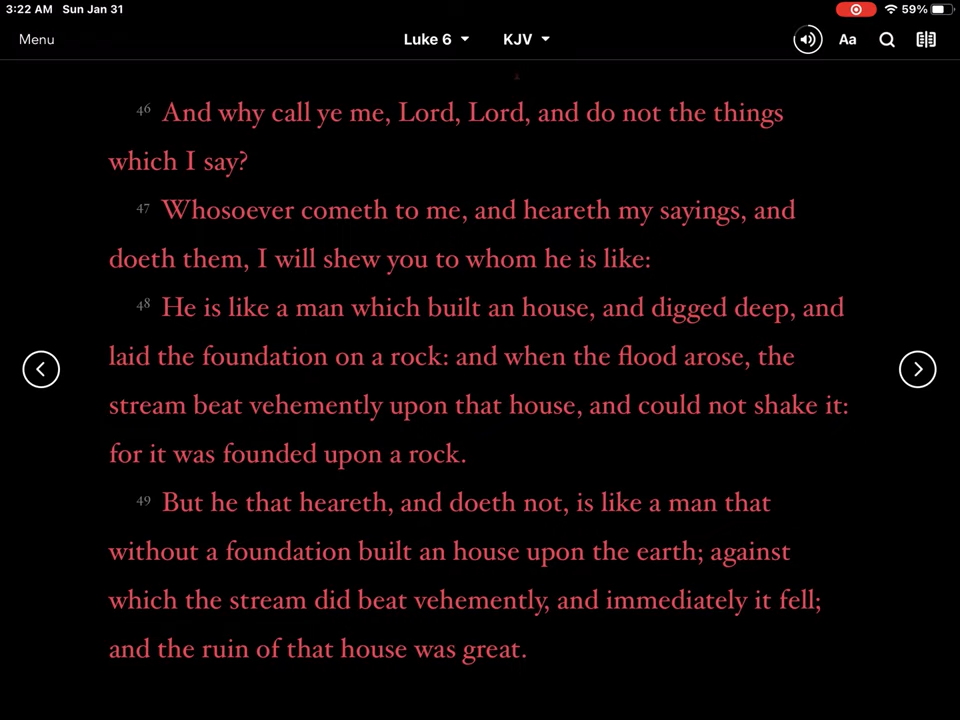 3:22 AM Sun Jan 31 59%
Menu Luke 6 KJV Aa
46 And why call ye me, Lord, Lord, and do not the things
which I say?
47 Whosoever cometh to me, and heareth my sayings, and
doeth them, I will shew you to whom he is like:
48 He is like a man which built an house, and digged deep, and
laid the foundation on a rock: and when the flood arose, the
stream beat vehemently upon that house, and could not shake it:
for it was founded upon a rock.
49 But he that heareth, and doeth not, is like a man that
without a foundation built an house upon the earth; against
which the stream did beat vehemently, and immediately it fell;
and the ruin of that house was great.